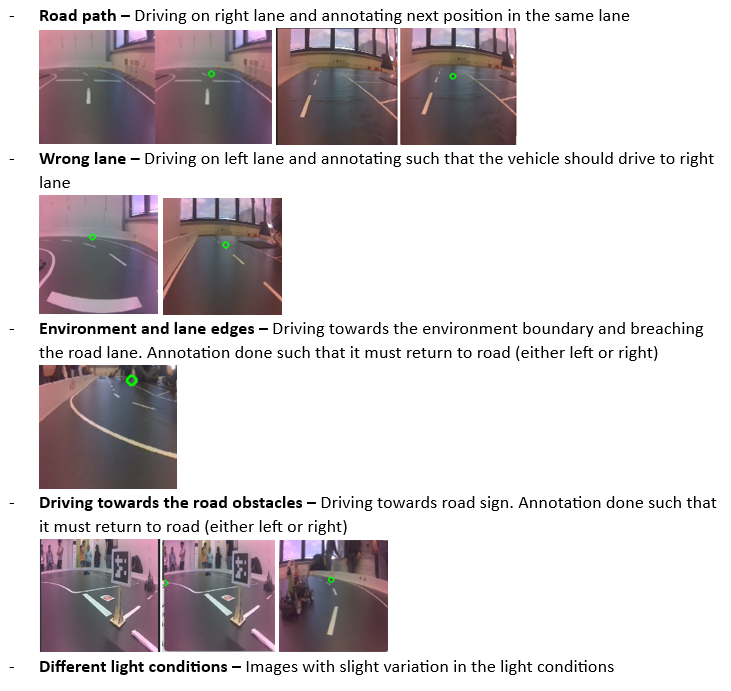 - Road path – Driving on right lane and annotating next position in the same lane
- Wrong lane – Driving on left lane and annotating such that the vehicle should drive to right
lane
- Environment and lane edges – Driving towards the environment boundary and breaching
the road lane. Annotation done such that it must return to road (either left or right)
- Driving towards the road obstacles – Driving towards road sign. Annotation done such that
it must return to road (either left or right)
- Different light conditions – Images with slight variation in the light conditions